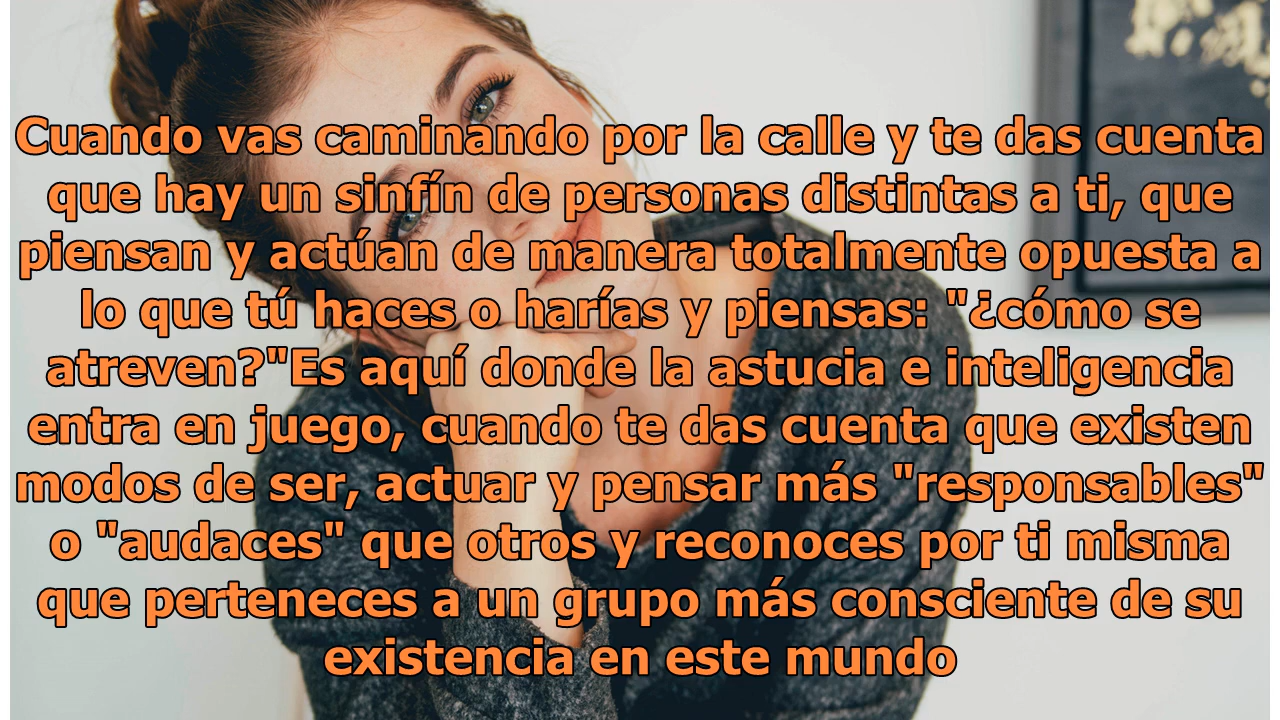 Cuando vas caminando por la calle y te das cuenta
que hay un sinfín de personas distintas a ti, que
piensan y actúan de manera totalmente opuesta a
lo que tú haces o harías y piensas: "¿cómo se
atreven?"Es aquí donde la astucia e inteligencia
entra en juego, cuando te das cuenta que existen
modos de ser, actuar y pensar más "responsables"
o "audaces" que otros y reconoces por ti misma
que perteneces a un grupo más consciente de su
existencia en este mundo